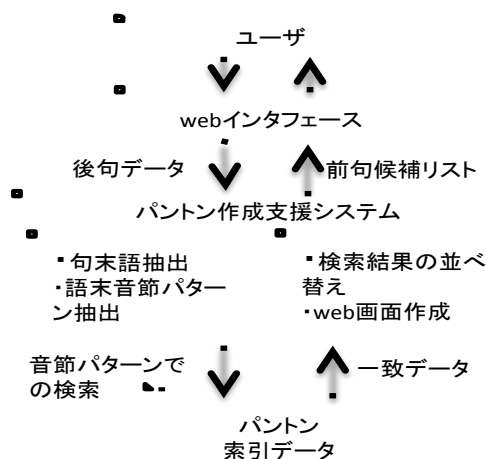 ユーザ
webインタフェース
後句データ
前句候補リスト
パントン作成支援システム
・句末語抽出
・語末音節パター
ン抽出
・検索結果の並べ
替え
・web画面作成
音節パターンで
の検索
一致データ
パントン
索引データ